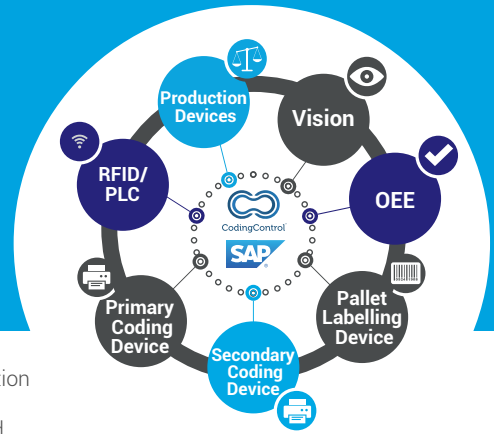 Production
Devices
Vision
RFID/
PLC
OEE
CodingControl
SAP
Primary
Coding
Device
Pallet
Labelling
Device
Secondary
Coding
Device